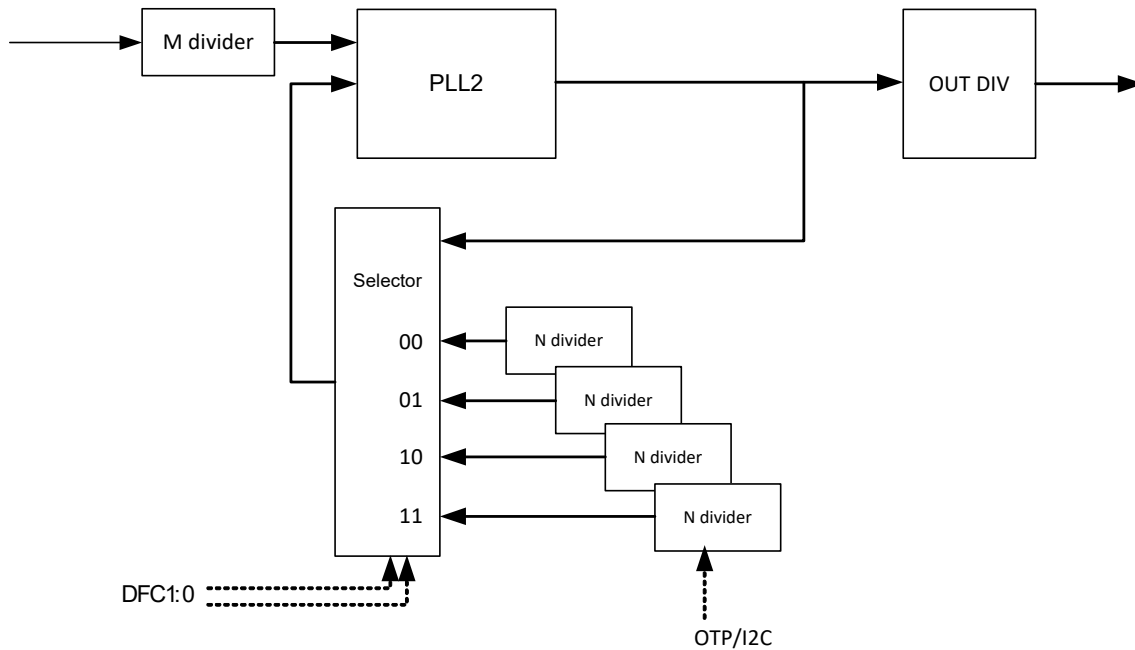 M divider
PLL2
OUT DIV
Selector
00
N divider
01
N divider
10
N divider
11
N divider
DFC1:0
OTP/I2C